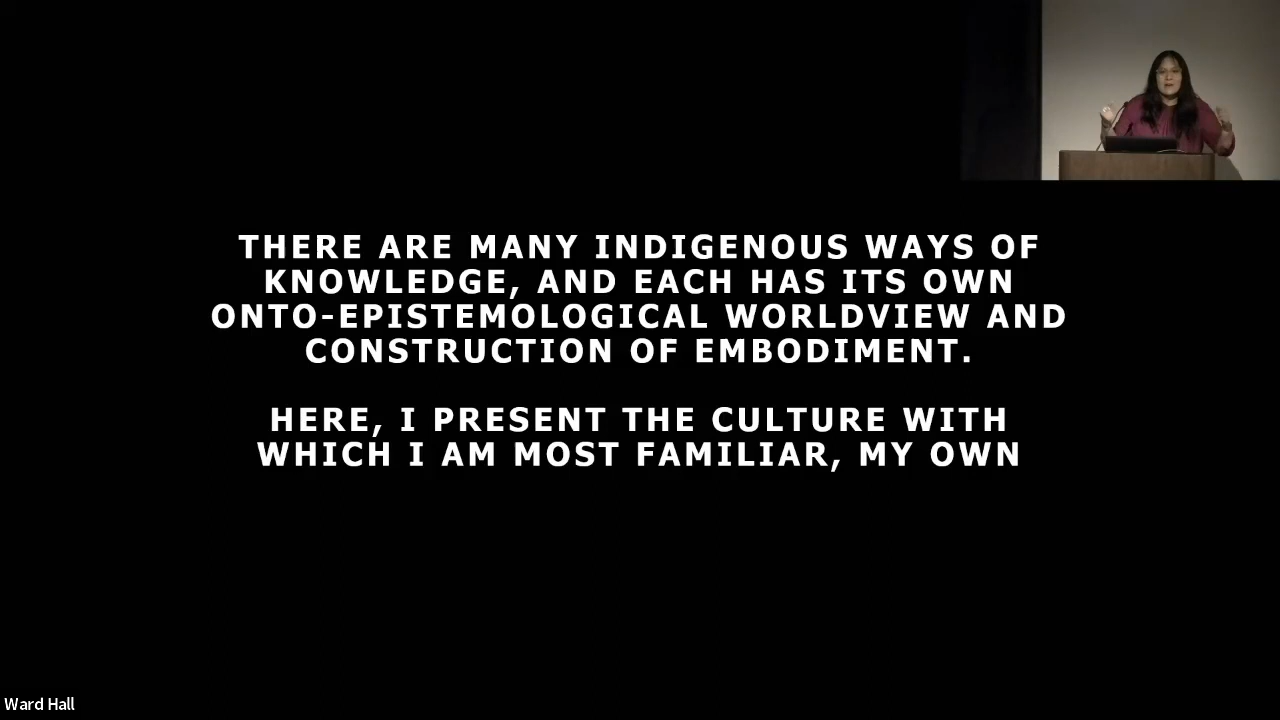 THERE ARE MANY INDIGENOUS WAYS OF
KNOWLEDGE, AND EACH HAS ITS OWN
ONTO-EPISTEMOLOGICAL WORLDVIEW AND
CONSTRUCTION OF EMBODIMENT.
HERE, I PRESENT THE CULTURE WITH
WHICH I AM MOST FAMILIAR, MY OWN
Ward Hall